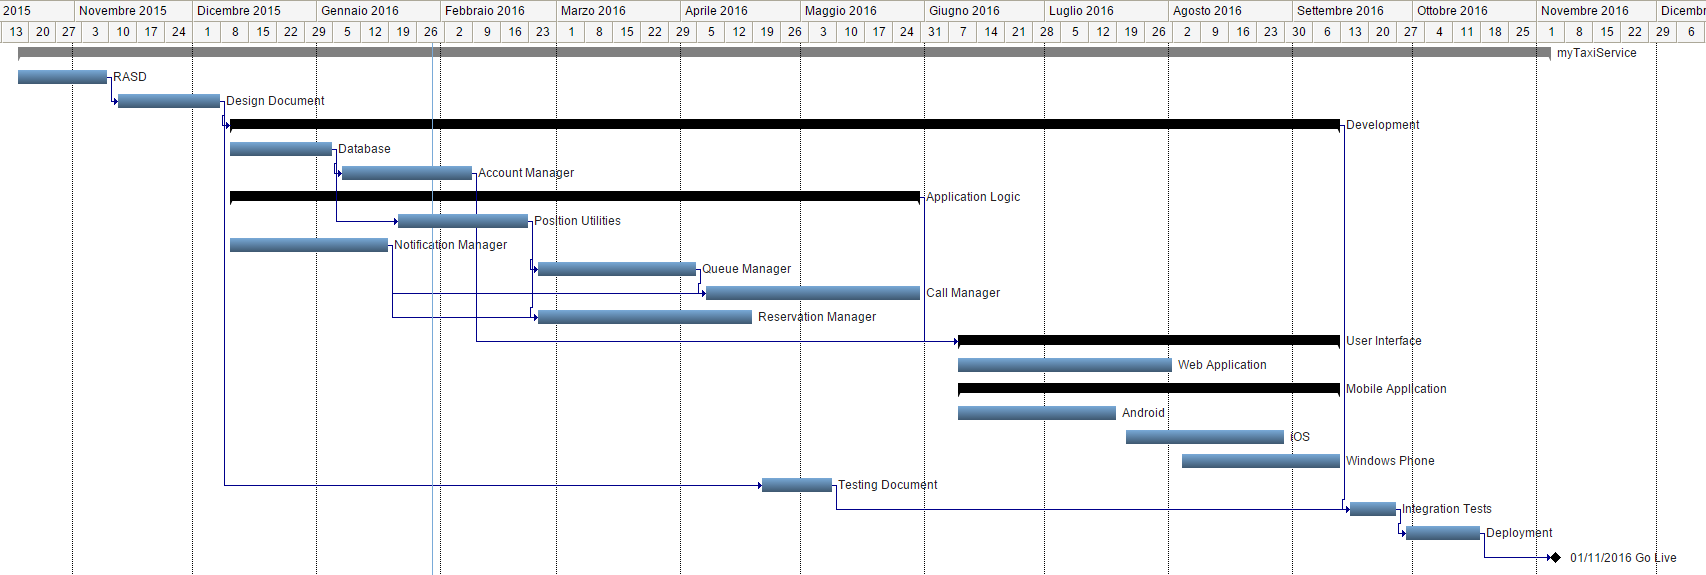 2015 Novembre 2015 Dicembre 2015 Gennaio 2016 Febbraio 2016 Marzo 2016 Aprile 2016 Maggio 2016 Giugno 2016 Luglio 2016 Agosto 2016 Settembre 2016 Ottobre 2016 Novembre 2016 Dicem
13 20 27 3 10 17 24 1 8 15 22 29 5 12 19 26 2 9 16 23 1 8 15 22 29 5 12 19 26 3 10 17 24 31 7 14 21 28 5 12 19 26 2 9 16 23 30 6 13 20 27 4 11 18 25 1 8 15 22 29 6
myTaxiService
RASD
Design Document
Development
Database
Account Manager
Application Logic
Position Utilities
Notification Manager
Queue Manager
Call Manager
Reservation Manager
User Interface
Web Application
Mobile Application
Android
iOS
Windows Phone
Testing Document
Integration Tests
Deployment
01/11/2016 Go Live